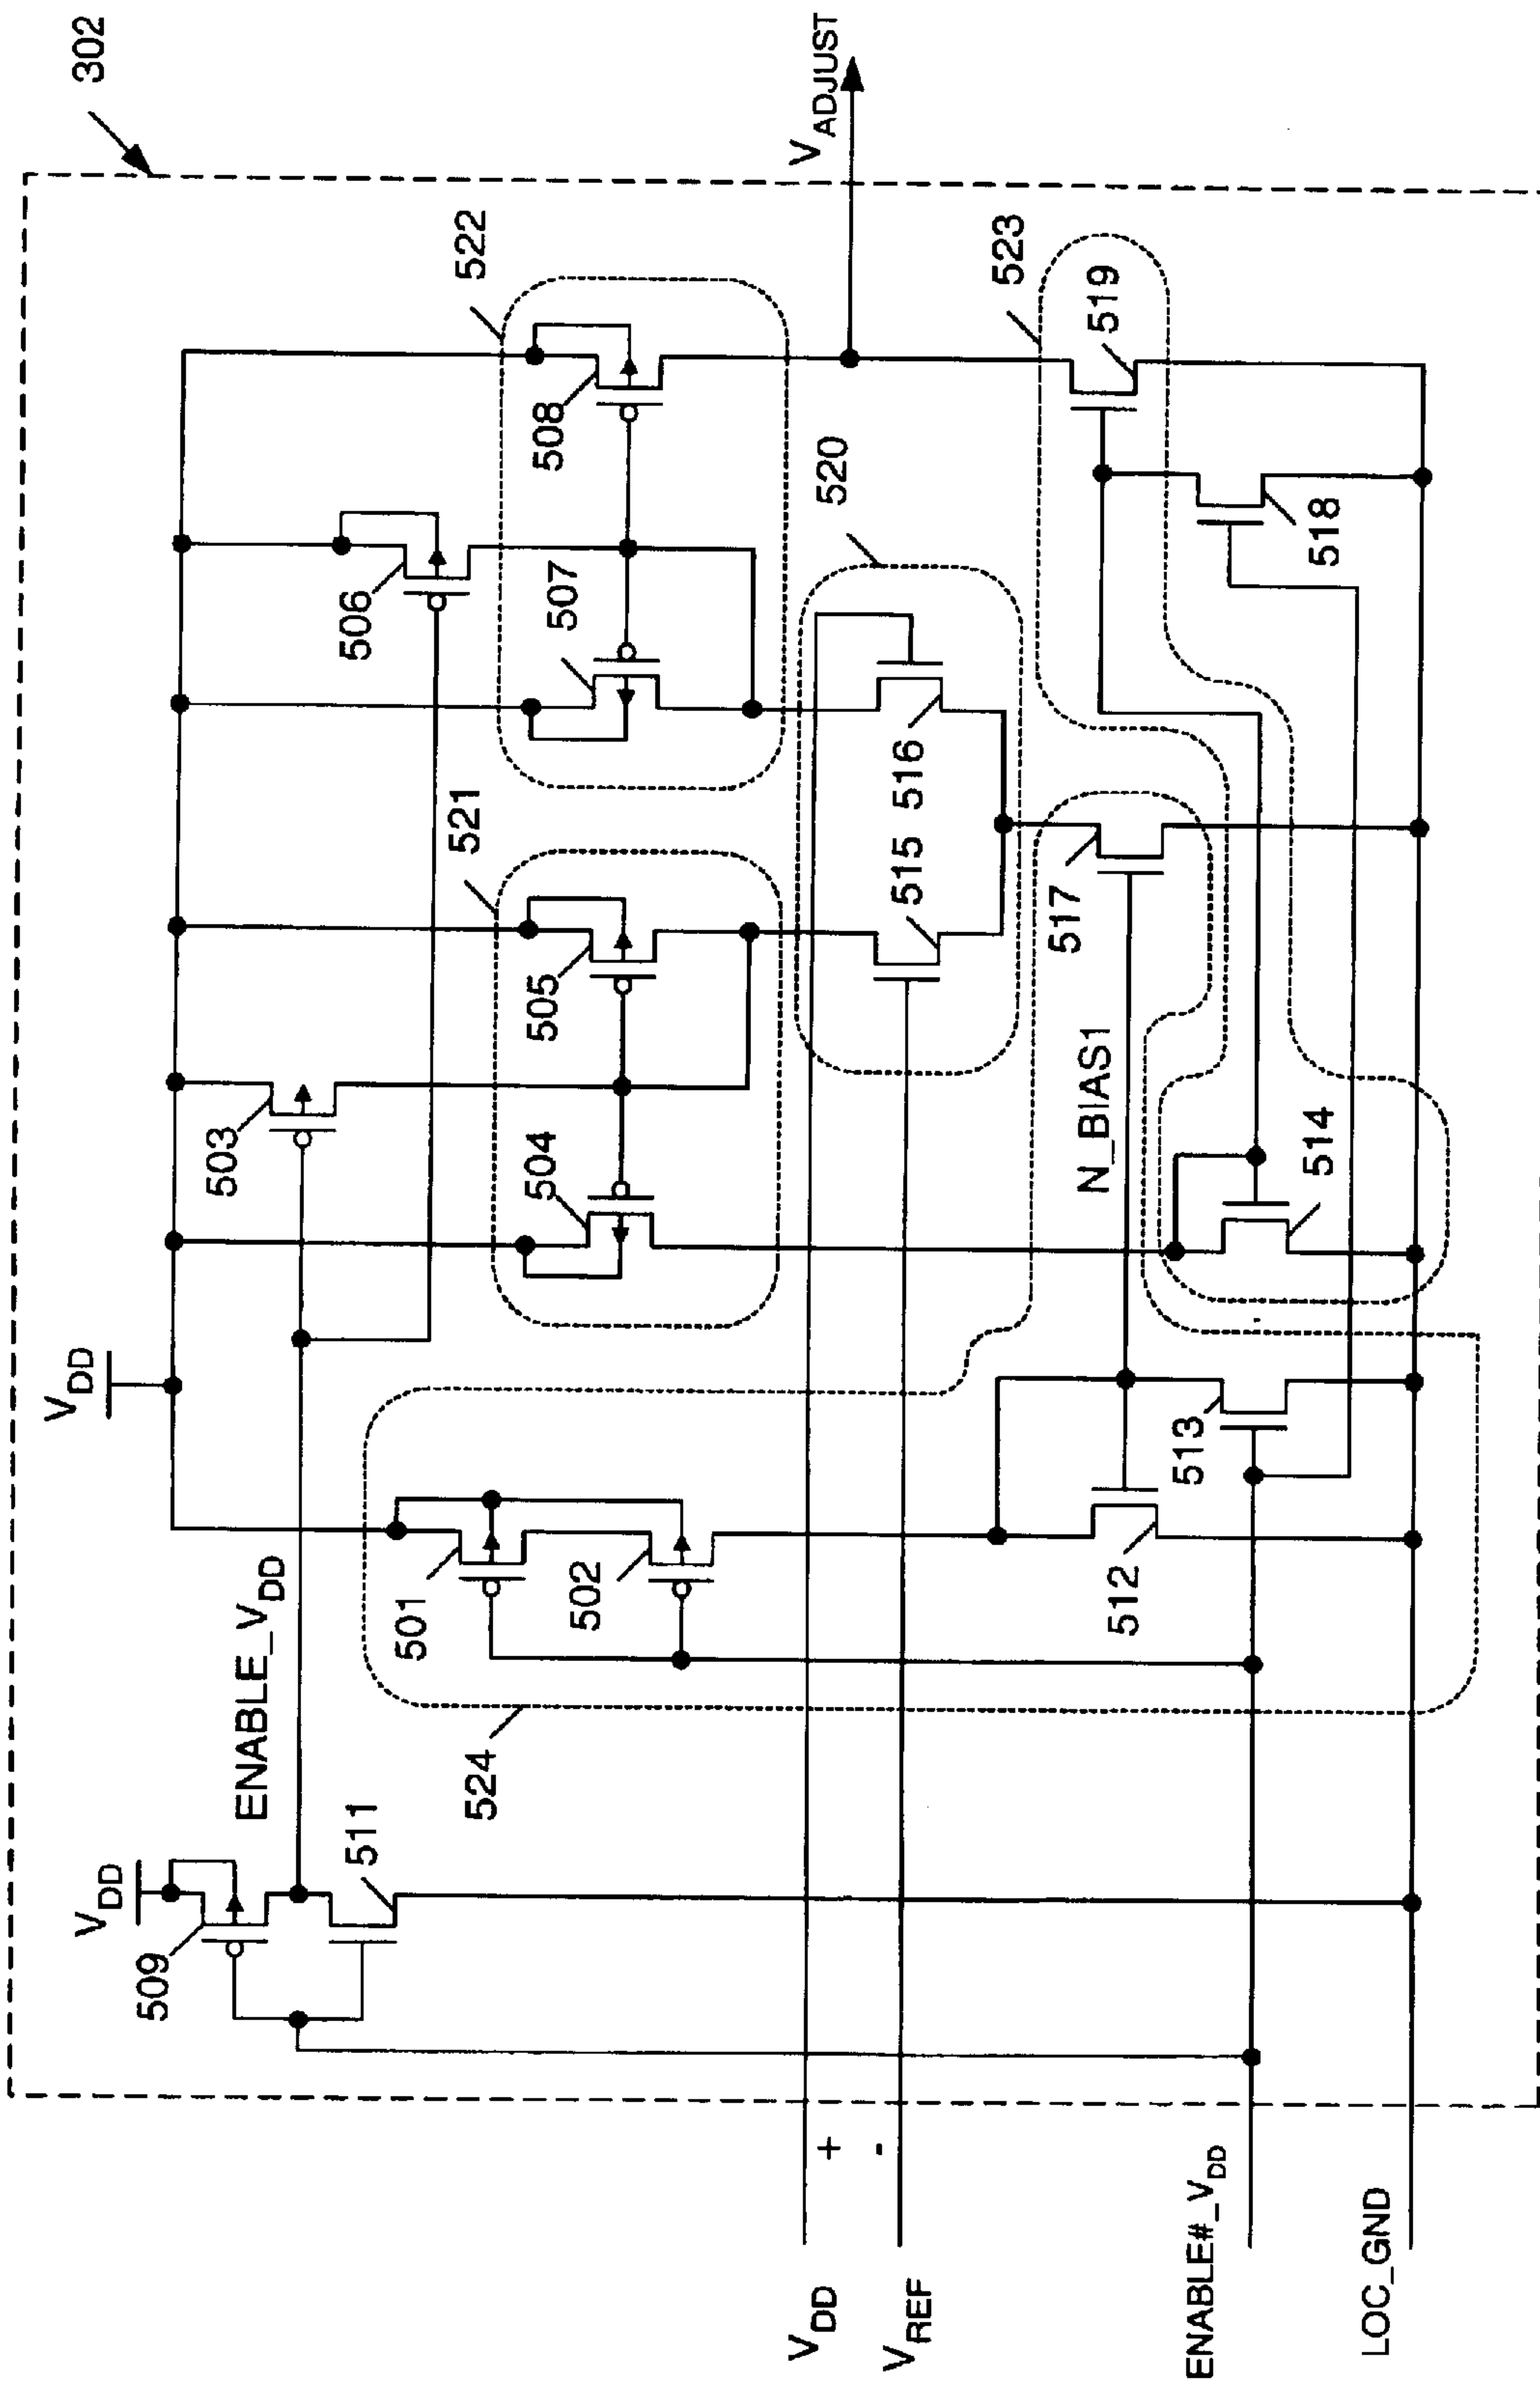 302
V_DD
V_DD
509
ENABLE_V_DD
511
503
506
501
502
524
504
505
521
507
508
522
520
515
516
V_ADJUST
V_DD
+
-
V_REF
N_BIAS1
517
523
519
512
513
514
518
ENABLE#_V_DD
LOC_GND